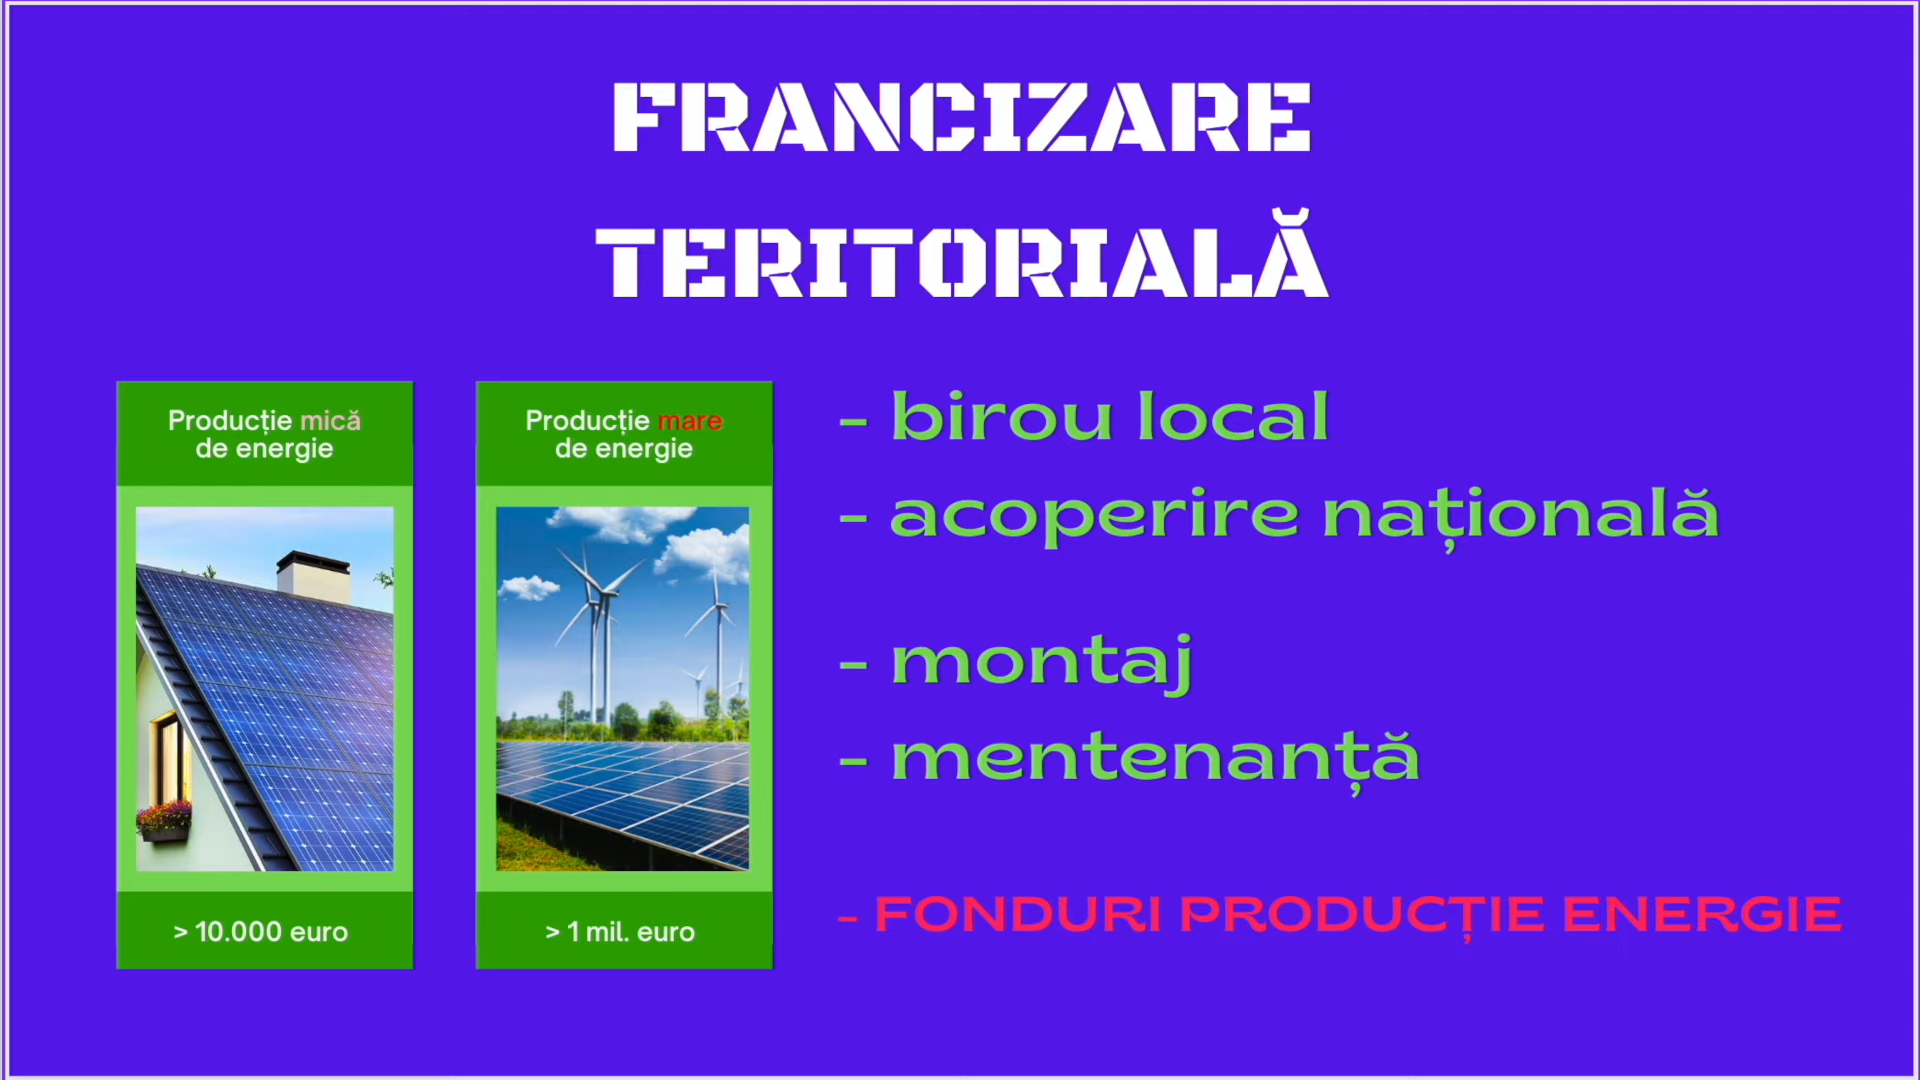 FRANCIZARE
TERITORIALĂ
Producție mică
de energie
> 10.000 euro
Producție mare
de energie
> 1 mil. euro
- birou local
- acoperire națională
- montaj
- mentenanță
- FONDURI PRODUCȚIE ENERGIE